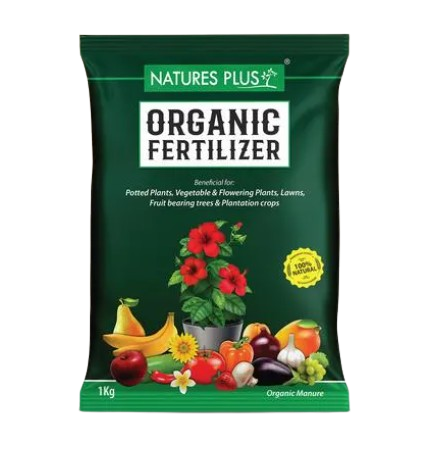 NATURES PLUS
®
ORGANIC
FERTILIZER
Beneficial for:
Potted Plants, Vegetable & Flowering Plants, Lawns,
Fruit bearing trees & Plantation crops
100%
NATURAL
1Kg
Organic Manure